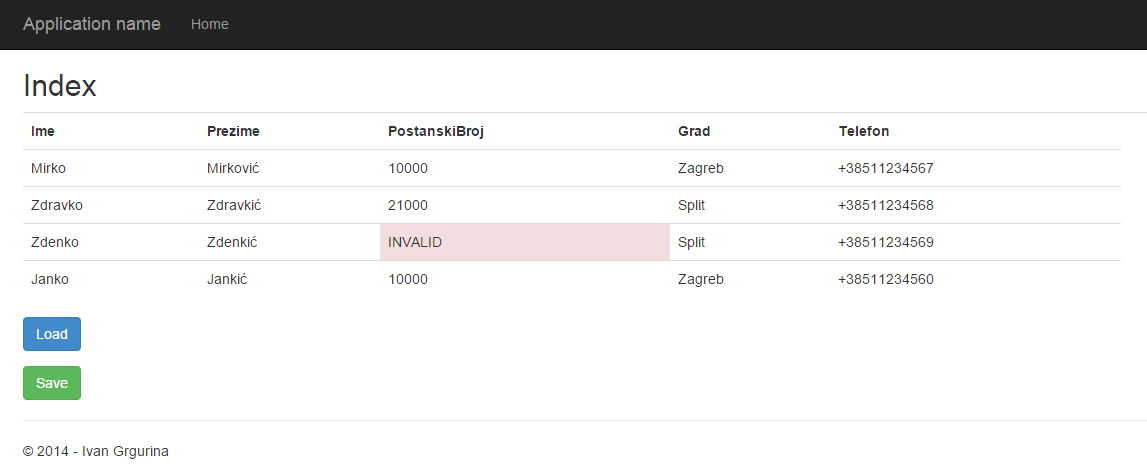 Application name Home
Index
Ime Prezime PostanskiBroj Grad Telefon
Mirko Mirković 10000 Zagreb +38511234567
Zdravko Zdravkić 21000 Split +38511234568
Zdenko Zdenkić INVALID Split +38511234569
Janko Jankić 10000 Zagreb +38511234560
Load
Save
© 2014 - Ivan Grgurina